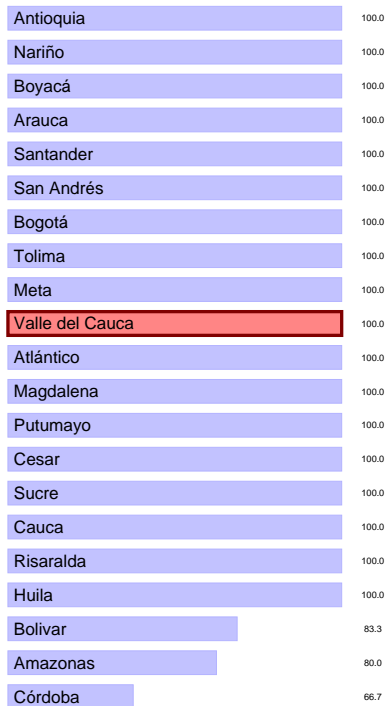 Antioquia 100.0
Nariño 100.0
Boyacá 100.0
Arauca 100.0
Santander 100.0
San Andrés 100.0
Bogotá 100.0
Tolima 100.0
Meta 100.0
Valle del Cauca 100.0
Atlántico 100.0
Magdalena 100.0
Putumayo 100.0
Cesar 100.0
Sucre 100.0
Cauca 100.0
Risaralda 100.0
Huila 100.0
Bolivar 83.3
Amazonas 80.0
Córdoba 66.7